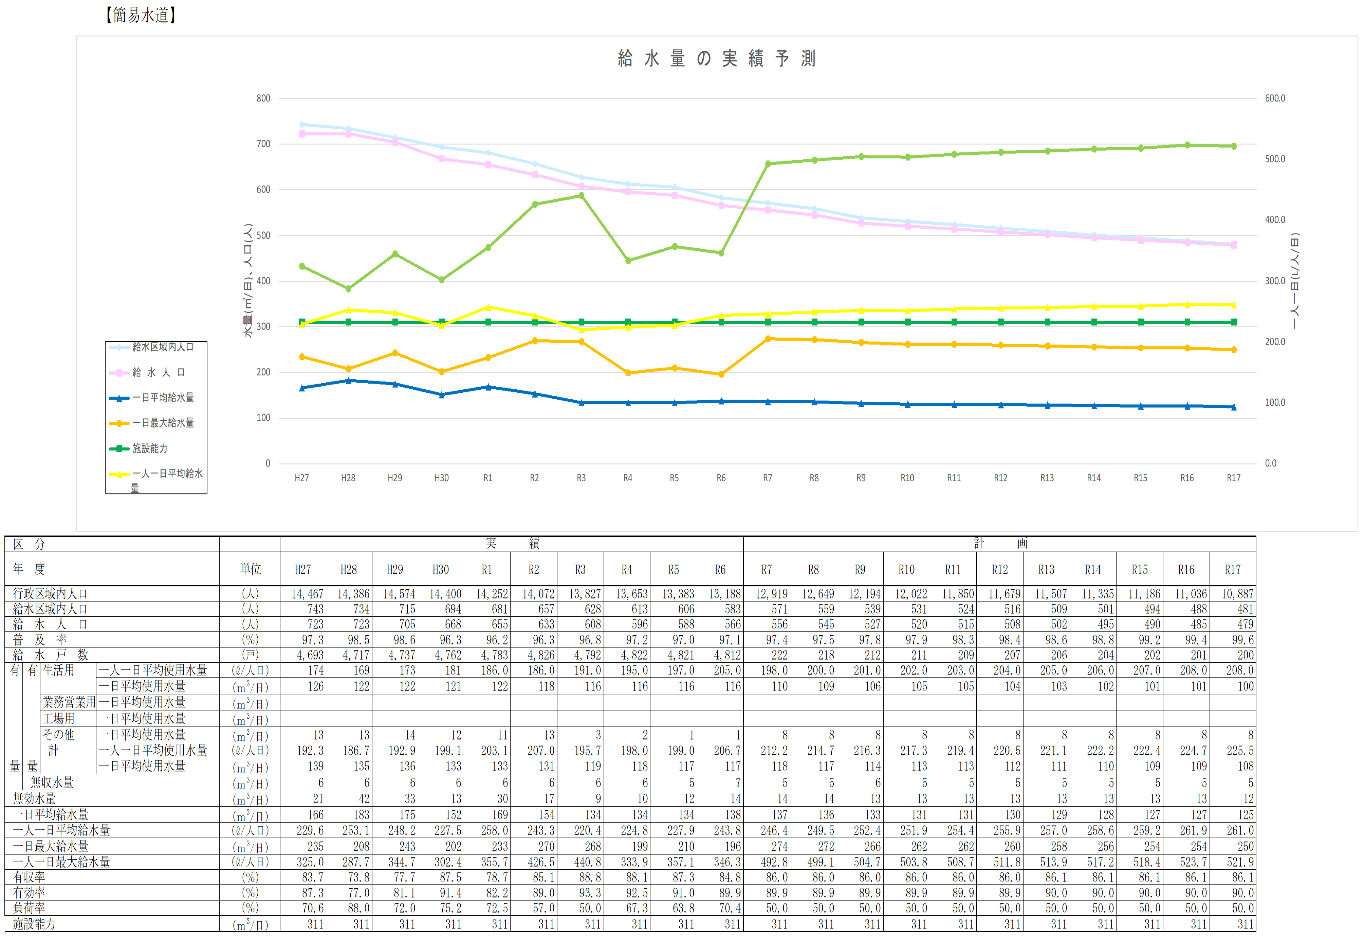 【簡易水道】
給 水 量 の 実 績 予 測
800 600.0
700 500.0
600
500 400.0
400 300.0
300
200 200.0
100 100.0
0 0.0
水量(㎥/日)、人口(人)
一人一日(L/人/日)
H27 H28 H29 H30 R1 R2 R3 R4 R5 R6 R7 R8 R9 R10 R11 R12 R13 R14 R15 R16 R17
給水区域内人口
給 水 人 口
一日平均給水量
一日最大給水量
施設能力
一人一日平均給水量
区 分 実 績 計 画
年 度 単位 H27 H28 H29 H30 R1 R2 R3 R4 R5 R6 R7 R8 R9 R10 R11 R12 R13 R14 R15 R16 R17
行政区域内人口 (人) 14,467 14,386 14,574 14,400 14,252 14,072 13,827 13,653 13,383 13,188 12,919 12,649 12,194 12,022 11,850 11,679 11,507 11,335 11,186 11,036 10,887
給水区域内人口 (人) 743 734 715 694 681 657 628 613 606 583 571 559 539 531 524 516 509 501 494 488 481
給 水 人 口 (人) 723 723 705 668 655 633 608 596 588 566 556 545 527 520 515 508 502 495 490 485 479
普 及 率 (%) 97.3 98.5 98.6 96.3 96.2 96.3 96.8 97.2 97.0 97.1 97.4 97.5 97.8 97.9 98.3 98.4 98.6 98.8 99.2 99.4 99.6
給 水 戸 数 (戸) 4,693 4,717 4,737 4,762 4,783 4,826 4,792 4,822 4,821 4,812 222 218 212 211 209 207 206 204 202 201 200
有 有 生活用 一人一日平均使用水量 (ℓ/人日) 174 169 173 181 186.0 186.0 191.0 195.0 197.0 205.0 198.0 200.0 201.0 202.0 203.0 204.0 205.0 206.0 207.0 208.0 208.0
一日平均使用水量 (m³/日) 126 122 122 121 122 118 116 116 116 116 110 109 106 105 105 104 103 102 101 101 100
業務営業用 一日平均使用水量 (m³/日)
工場用 一日平均使用水量 (m³/日)
その他 一日平均使用水量 (m³/日) 13 13 14 12 11 13 3 2 1 1 8 8 8 8 8 8 8 8 8 8 8
計 一人一日平均使用水量 (ℓ/人日) 192.3 186.7 192.9 199.1 203.1 207.0 195.7 198.0 199.0 206.7 212.2 214.7 216.3 217.3 219.4 220.5 221.1 222.2 222.4 224.7 225.5
量 量 一日平均使用水量 (m³/日) 139 135 136 133 133 131 119 118 117 117 118 117 114 113 113 112 111 110 109 109 108
無収水量 (m³/日) 6 6 6 6 6 6 6 6 5 7 5 5 6 5 5 5 5 5 5 5 5
無効水量 (m³/日) 21 42 33 13 30 17 9 10 12 14 14 14 13 13 13 13 13 13 13 13 12
一日平均給水量 (m³/日) 166 183 175 152 169 154 134 134 134 138 137 136 133 131 131 130 129 128 127 127 125
一人一日平均給水量 (ℓ/人日) 229.6 253.1 248.2 227.5 258.0 243.3 220.4 224.8 227.9 243.8 246.4 249.5 252.4 251.9 254.4 255.9 257.0 258.6 259.2 261.9 261.0
一日最大給水量 (m³/日) 235 208 243 202 233 270 268 199 210 196 274 272 266 262 262 260 258 256 254 254 250
一人一日最大給水量 (ℓ/人日) 325.0 287.7 344.7 302.4 355.7 426.5 440.8 333.9 357.1 346.3 492.8 499.1 504.7 503.8 508.7 511.8 513.9 517.2 518.4 523.7 521.9
有収率 (%) 83.7 73.8 77.7 87.5 78.7 85.1 88.8 88.1 87.3 84.8 86.0 86.0 86.0 86.0 86.0 86.0 86.1 86.1 86.1 86.1 86.1
有効率 (%) 87.3 77.0 81.1 91.4 82.2 89.0 93.3 92.5 91.0 89.9 89.9 89.9 89.9 89.9 89.9 89.9 90.0 90.0 90.0 90.0 90.0
負荷率 (%) 70.6 88.0 72.0 75.2 72.5 57.0 50.0 67.3 63.8 70.4 50.0 50.0 50.0 50.0 50.0 50.0 50.0 50.0 50.0 50.0 50.0
施設能力 (m³/日) 311 311 311 311 311 311 311 311 311 311 311 311 311 311 311 311 311 311 311 311 311